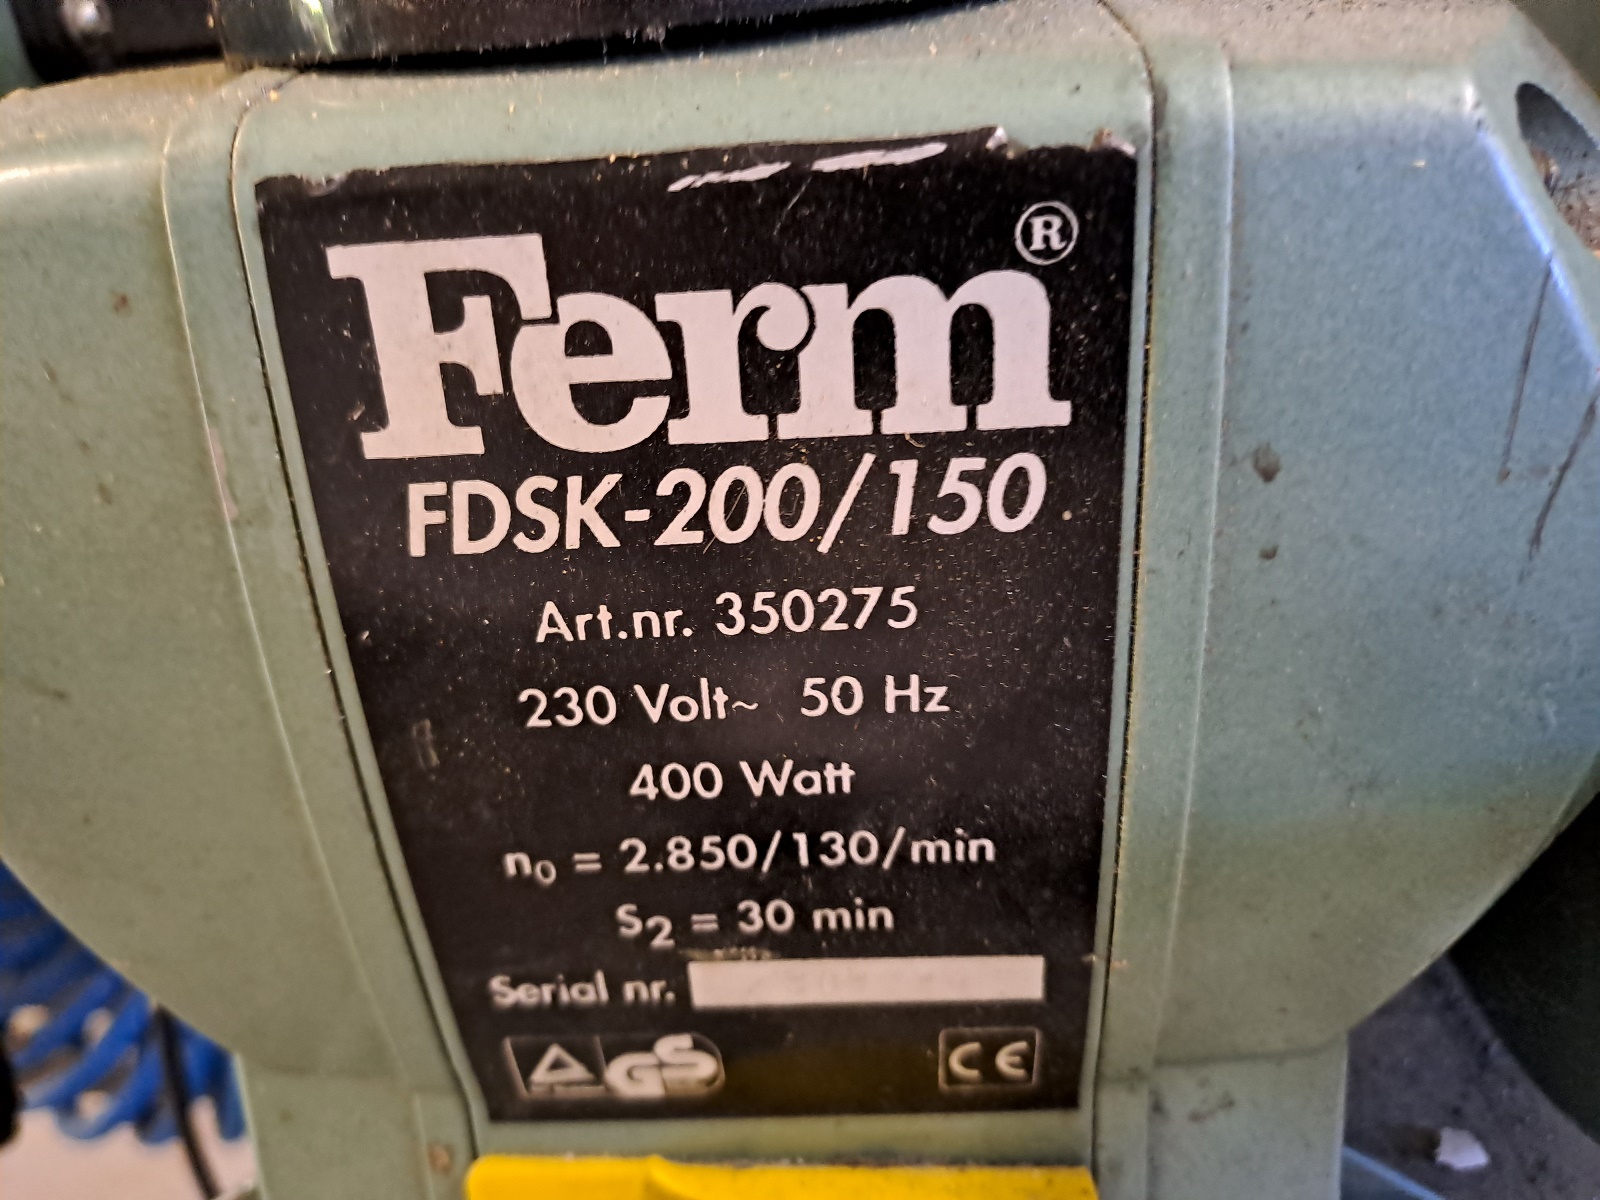 Ferm®
FDSK-200/150
Art.nr. 350275
230 Volt~ 50 Hz
400 Watt
n₀ = 2.850/130/min
S₂ = 30 min
Serial nr.
GS CE